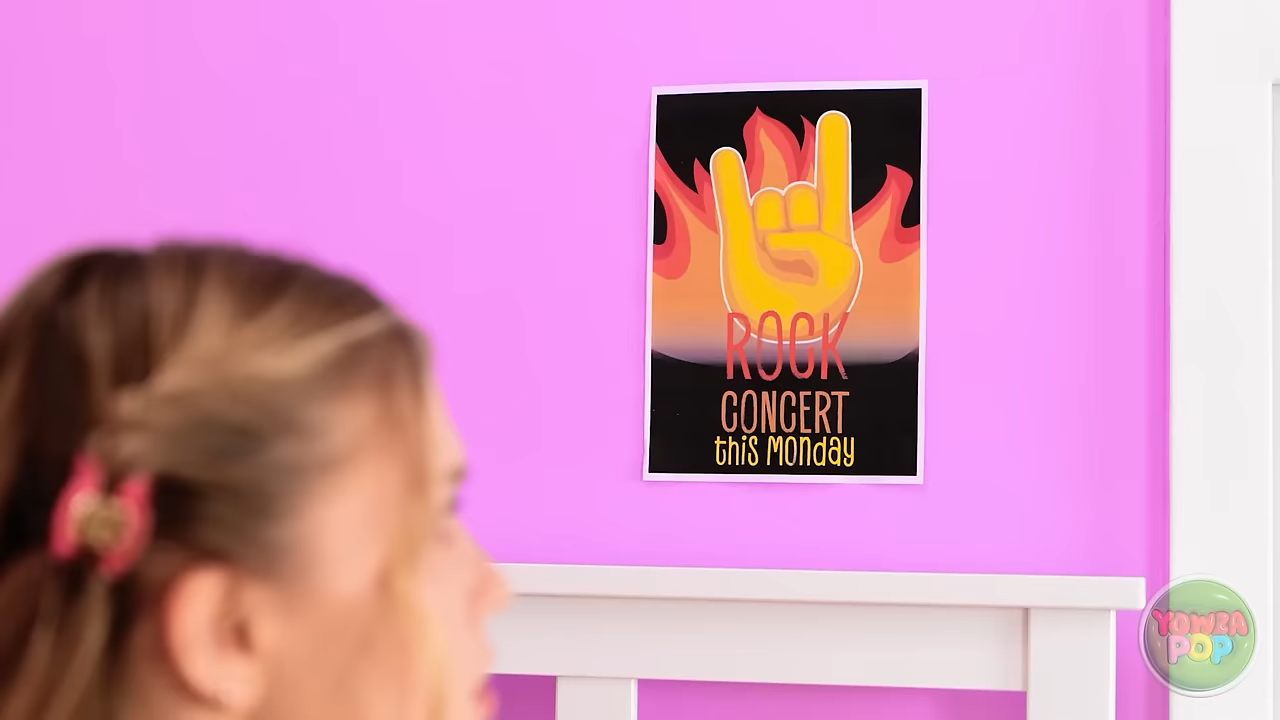 ROCK
CONCERT
this Monday
YOWZA
POP